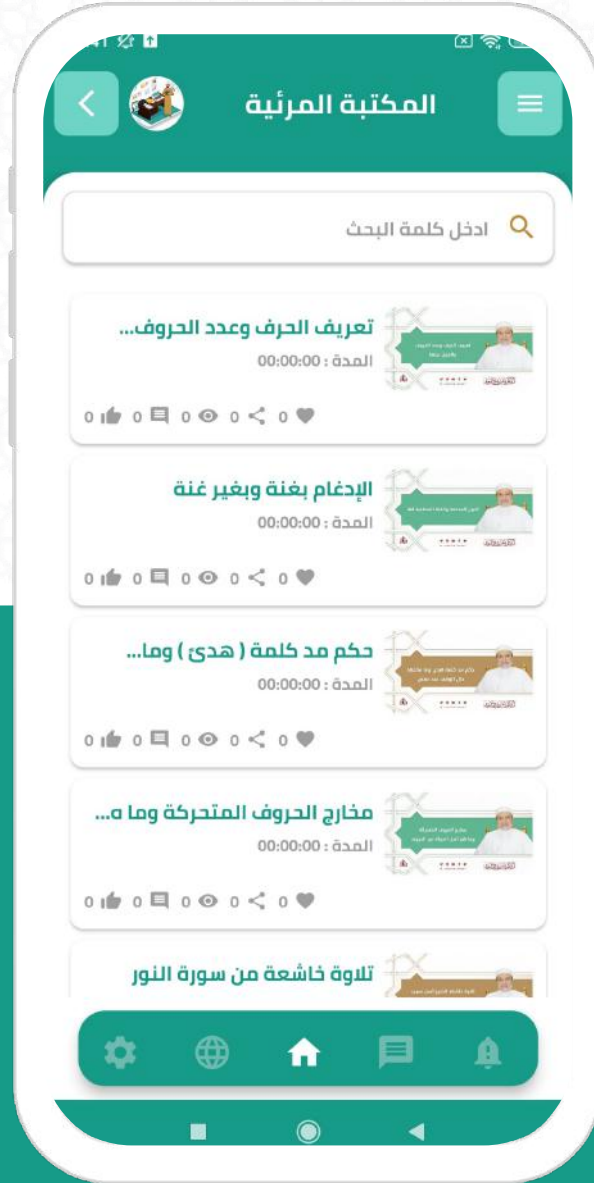 المكتبة المرئية
ادخل كلمة البحث
تعريف الحرف وعدد الحروف...
المدة : 00:00:00
0 0 0 0 0
الإدغام بغنة وبغير غنة
المدة : 00:00:00
0 0 0 0 0
حكم مد كلمة ( هدىً ) وما...
المدة : 00:00:00
0 0 0 0 0
مخارج الحروف المتحركة وما ه...
المدة : 00:00:00
0 0 0 0 0
تلاوة خاشعة من سورة النور